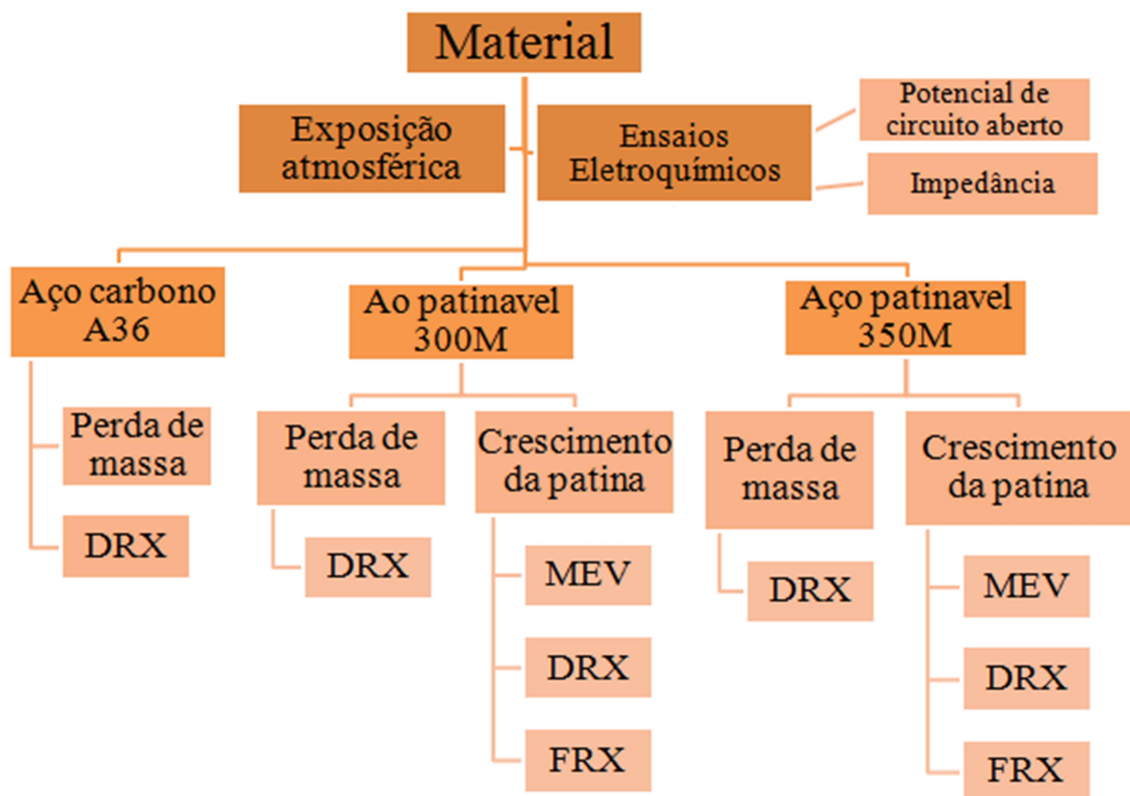 Material
Exposição
atmosférica
Ensaios
Eletroquímicos
Potencial de
circuito aberto
Impedância
Aço carbono
A36
Ao patinavel
300M
Aço patinavel
350M
Perda de
massa
DRX
Perda de
massa
DRX
Crescimento
da patina
MEV
DRX
FRX
Perda de
massa
DRX
Crescimento
da patina
MEV
DRX
FRX